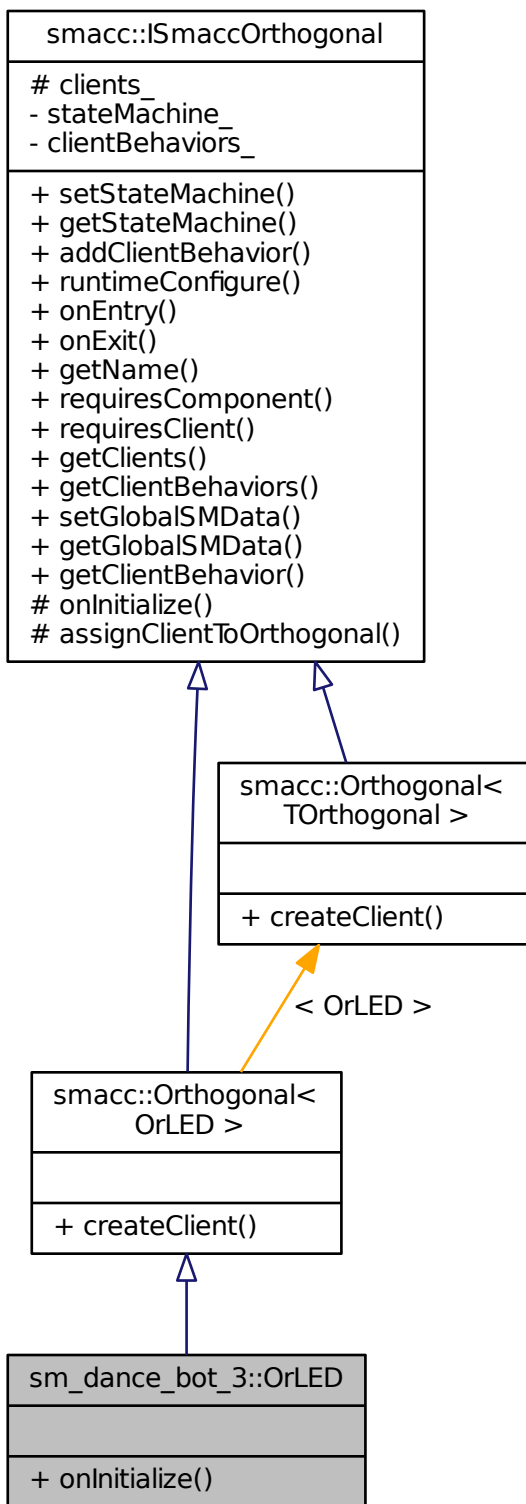 smacc::ISmaccOrthogonal
# clients_
- stateMachine_
- clientBehaviors_
+ setStateMachine()
+ getStateMachine()
+ addClientBehavior()
+ runtimeConfigure()
+ onEntry()
+ onExit()
+ getName()
+ requiresComponent()
+ requiresClient()
+ getClients()
+ getClientBehaviors()
+ setGlobalSMData()
+ getGlobalSMData()
+ getClientBehavior()
# onInitialize()
# assignClientToOrthogonal()
smacc::Orthogonal<
TOrthogonal >
+ createClient()
< OrLED >
smacc::Orthogonal<
OrLED >
+ createClient()
sm_dance_bot_3::OrLED
+ onInitialize()